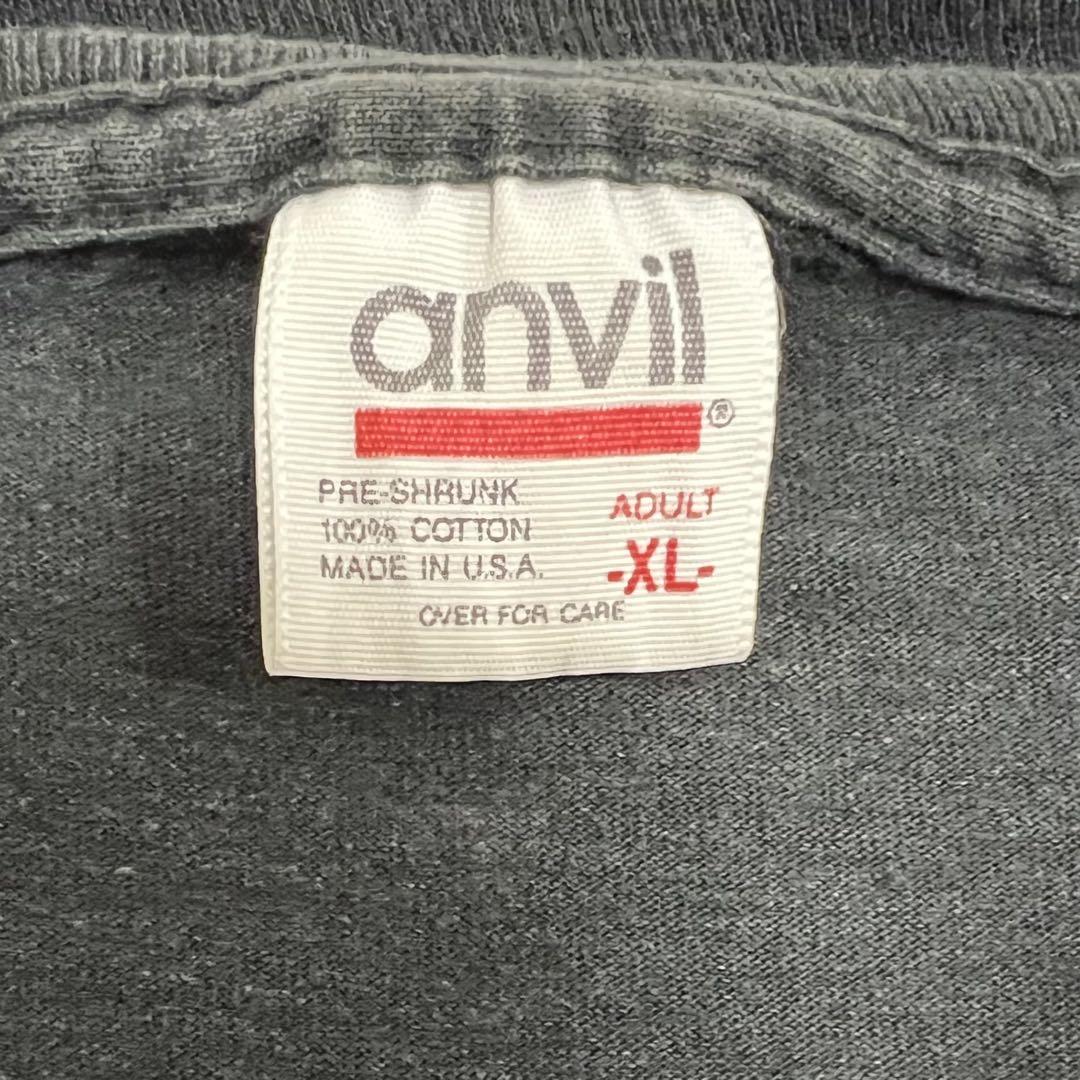 anvil
®
PRE-SHRUNK
100% COTTON
MADE IN U.S.A.
ADULT
-XL-
OVER FOR CARE